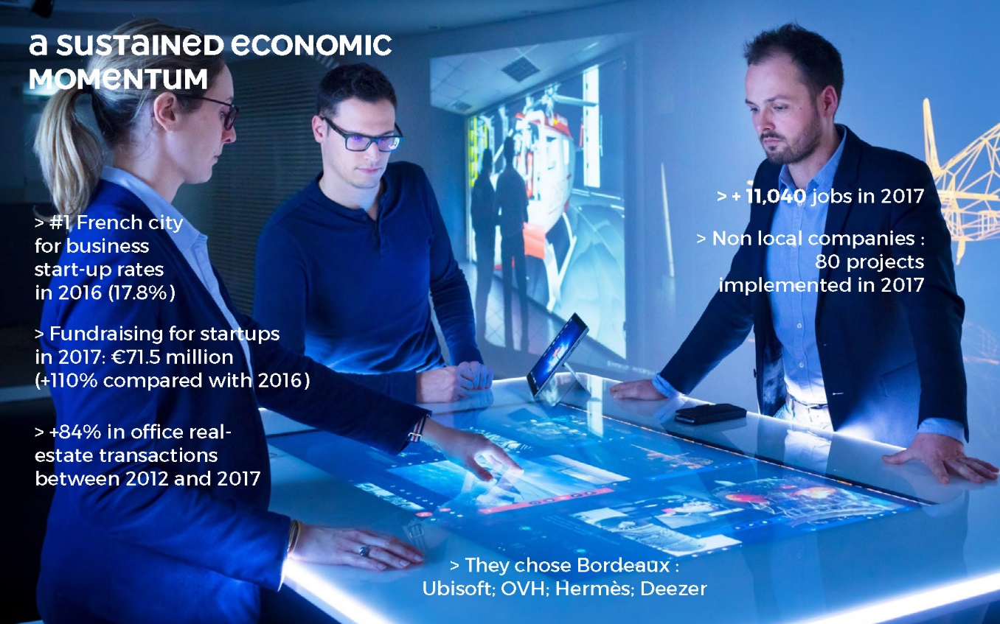 a SUSTaINeD eCONOMIC
MOMeNTUM
> #1 French city
for business
start-up rates
in 2016 (17.8%)
> Fundraising for startups
in 2017: €71.5 million
(+110% compared with 2016)
> +84% in office real-
estate transactions
between 2012 and 2017
> + 11,040 jobs in 2017
> Non local companies :
80 projects
implemented in 2017
> They chose Bordeaux :
Ubisoft; OVH; Hermès; Deezer